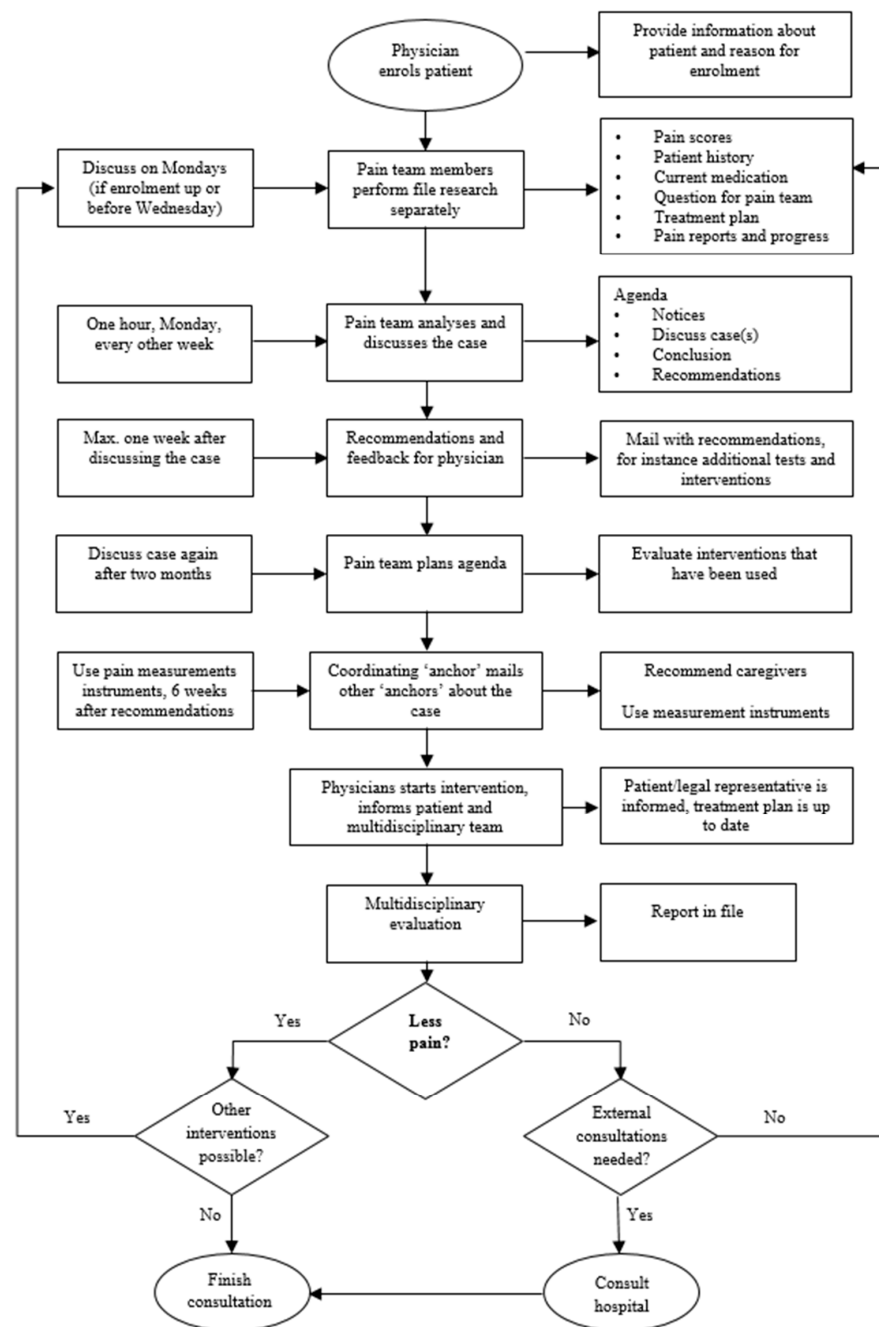 Physician
enrols patient
Provide information about
patient and reason for
enrolment
Discuss on Mondays
(if enrolment up or
before Wednesday)
Pain team members
perform file research
separately
• Pain scores
• Patient history
• Current medication
• Question for pain team
• Treatment plan
• Pain reports and progress
One hour, Monday,
every other week
Pain team analyses and
discusses the case
Agenda
• Notices
• Discuss case(s)
• Conclusion
• Recommendations
Max. one week after
discussing the case
Recommendations and
feedback for physician
Mail with recommendations,
for instance additional tests and
interventions
Discuss case again
after two months
Pain team plans agenda
Evaluate interventions that
have been used
Use pain measurements
instruments, 6 weeks
after recommendations
Coordinating ‘anchor’ mails
other ‘anchors’ about the
case
Recommend caregivers
Use measurement instruments
Physicians starts intervention,
informs patient and
multidisciplinary team
Patient/legal representative is
informed, treatment plan is up
to date
Multidisciplinary
evaluation
Report in file
Yes
Less
pain?
No
Yes
Other
interventions
possible?
External
consultations
needed?
No
No
Yes
Finish
consultation
Consult
hospital